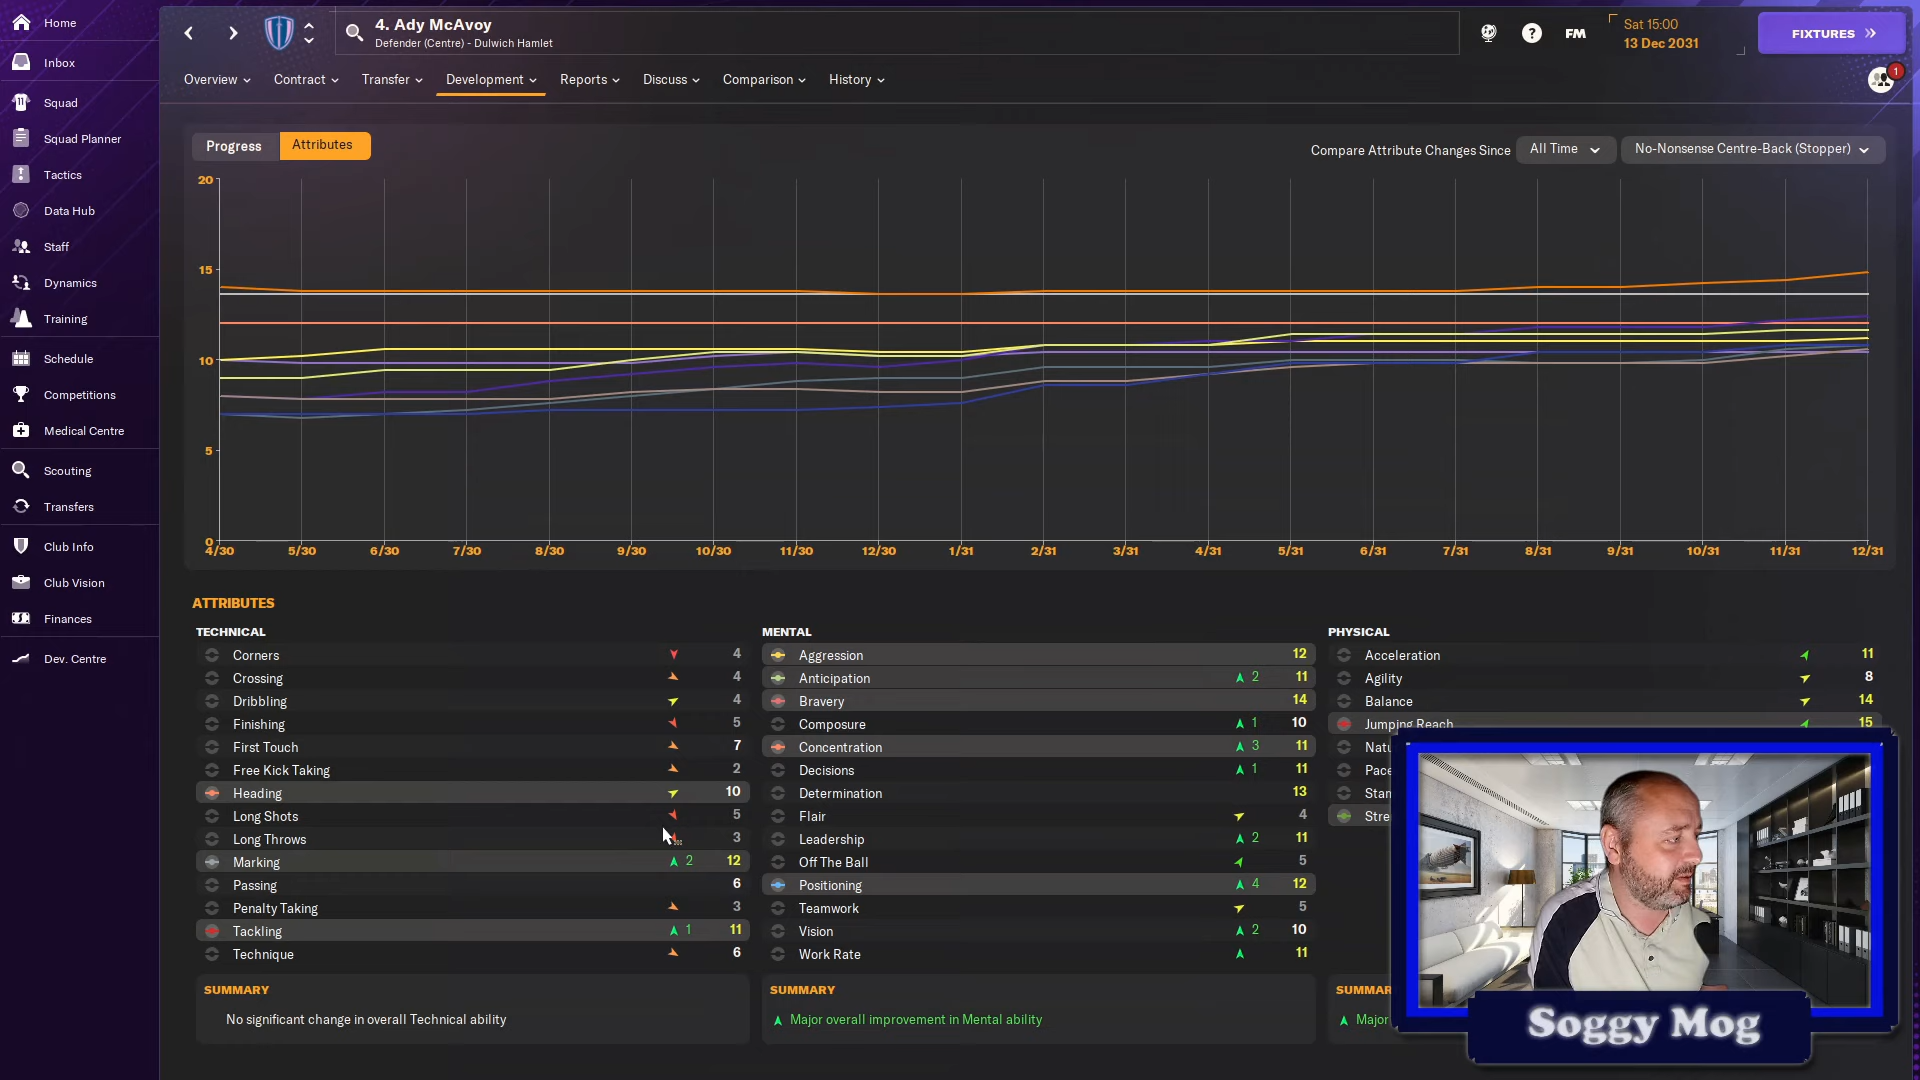 Home
Inbox
Squad
Squad Planner
Tactics
Data Hub
Staff
Dynamics
Training
Schedule
Competitions
Medical Centre
Scouting
Transfers
Club Info
Club Vision
Finances
Dev. Centre
4. Ady McAvoy
Defender (Centre) - Dulwich Hamlet
FM
Sat 15:00
13 Dec 2031
FIXTURES
1
Overview
Contract
Transfer
Development
Reports
Discuss
Comparison
History
Progress
Attributes
Compare Attribute Changes Since
All Time
No-Nonsense Centre-Back (Stopper)
20
15
10
5
0
4/30 5/30 6/30 7/30 8/30 9/30 10/30 11/30 12/30 1/31 2/31 3/31 4/31 5/31 6/31 7/31 8/31 9/31 10/31 11/31 12/31
ATTRIBUTES
TECHNICAL
Corners 4
Crossing 4
Dribbling 4
Finishing 5
First Touch 7
Free Kick Taking 2
Heading 10
Long Shots 5
Long Throws 3
Marking 2 12
Passing 6
Penalty Taking 3
Tackling 1 11
Technique 6
SUMMARY
No significant change in overall Technical ability
MENTAL
Aggression 12
Anticipation 2 11
Bravery 14
Composure 1 10
Concentration 3 11
Decisions 1 11
Determination 13
Flair 4
Leadership 2 11
Off The Ball 5
Positioning 4 12
Teamwork 5
Vision 2 10
Work Rate 11
SUMMARY
Major overall improvement in Mental ability
PHYSICAL
Acceleration 11
Agility 8
Balance 14
Jumping Reach 15
Pace
Major
Soggy Mog